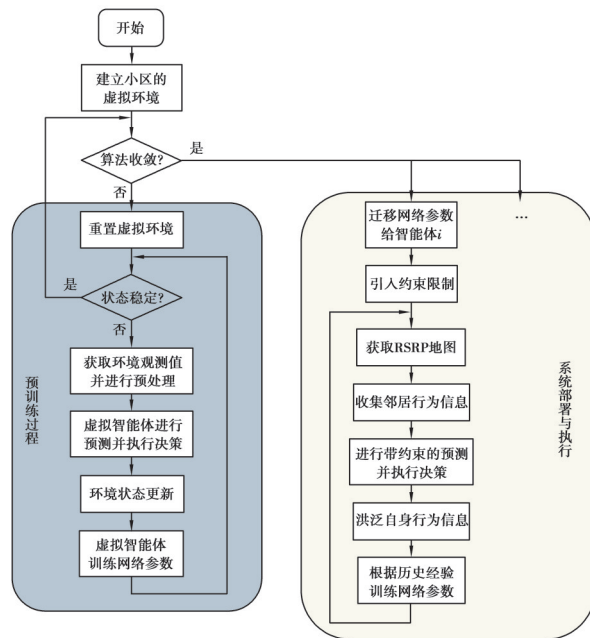 开始
建立小区的
虚拟环境
算法收敛?
是
否
重置虚拟环境
是
状态稳定?
否
获取环境观测值
并进行预处理
虚拟智能体进行
预测并执行决策
环境状态更新
虚拟智能体
训练网络参数
预训练过程
迁移网络参数
给智能体i
...
引入约束限制
获取RSRP地图
收集邻居行为信息
进行带约束的预测
并执行决策
洪泛自身行为信息
根据历史经验
训练网络参数
系统部署与执行